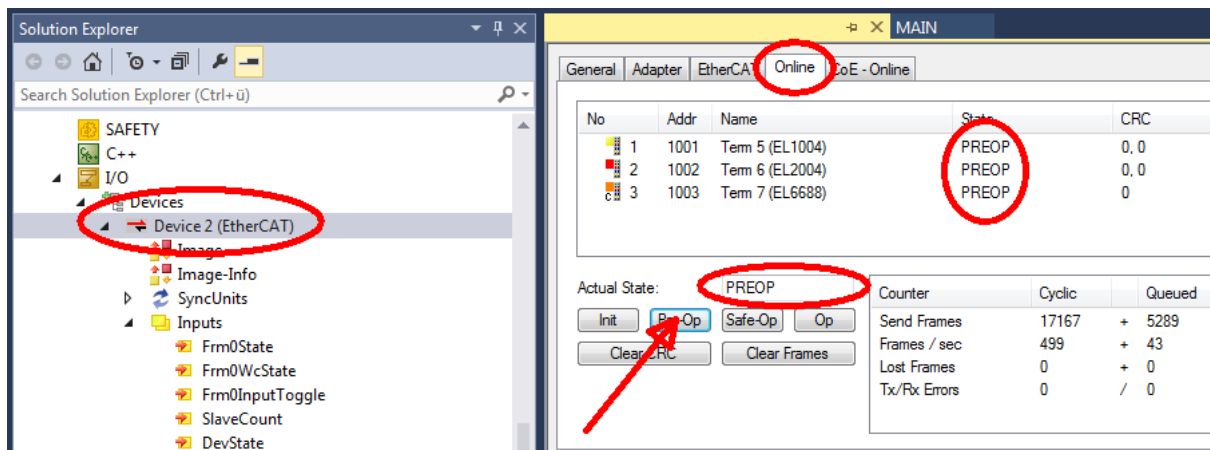 Solution Explorer
Search Solution Explorer (Ctrl+ü)
SAFETY
C++
I/O
Devices
Device 2 (EtherCAT)
Image
Image-Info
SyncUnits
Inputs
Frm0State
Frm0WcState
Frm0InputToggle
SlaveCount
DevState
MAIN
General Adapter EtherCAT Online CoE - Online
No Addr Name State CRC
1 1001 Term 5 (EL1004) PREOP 0, 0
2 1002 Term 6 (EL2004) PREOP 0, 0
c 3 1003 Term 7 (EL6688) PREOP 0
Actual State: PREOP
Init Pre-Op Safe-Op Op
Clear CRC Clear Frames
Counter Cyclic Queued
Send Frames 17167 + 5289
Frames / sec 499 + 43
Lost Frames 0 + 0
Tx/Rx Errors 0 / 0